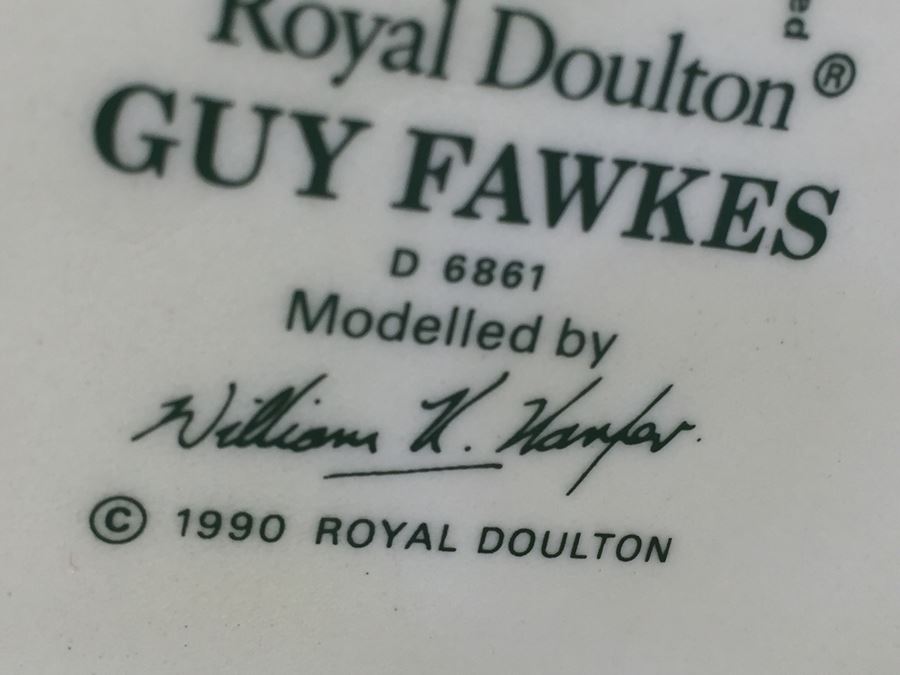 Royal Doulton ®
GUY FAWKES
D 6861
Modelled by
William K. Harper.
© 1990 ROYAL DOULTON